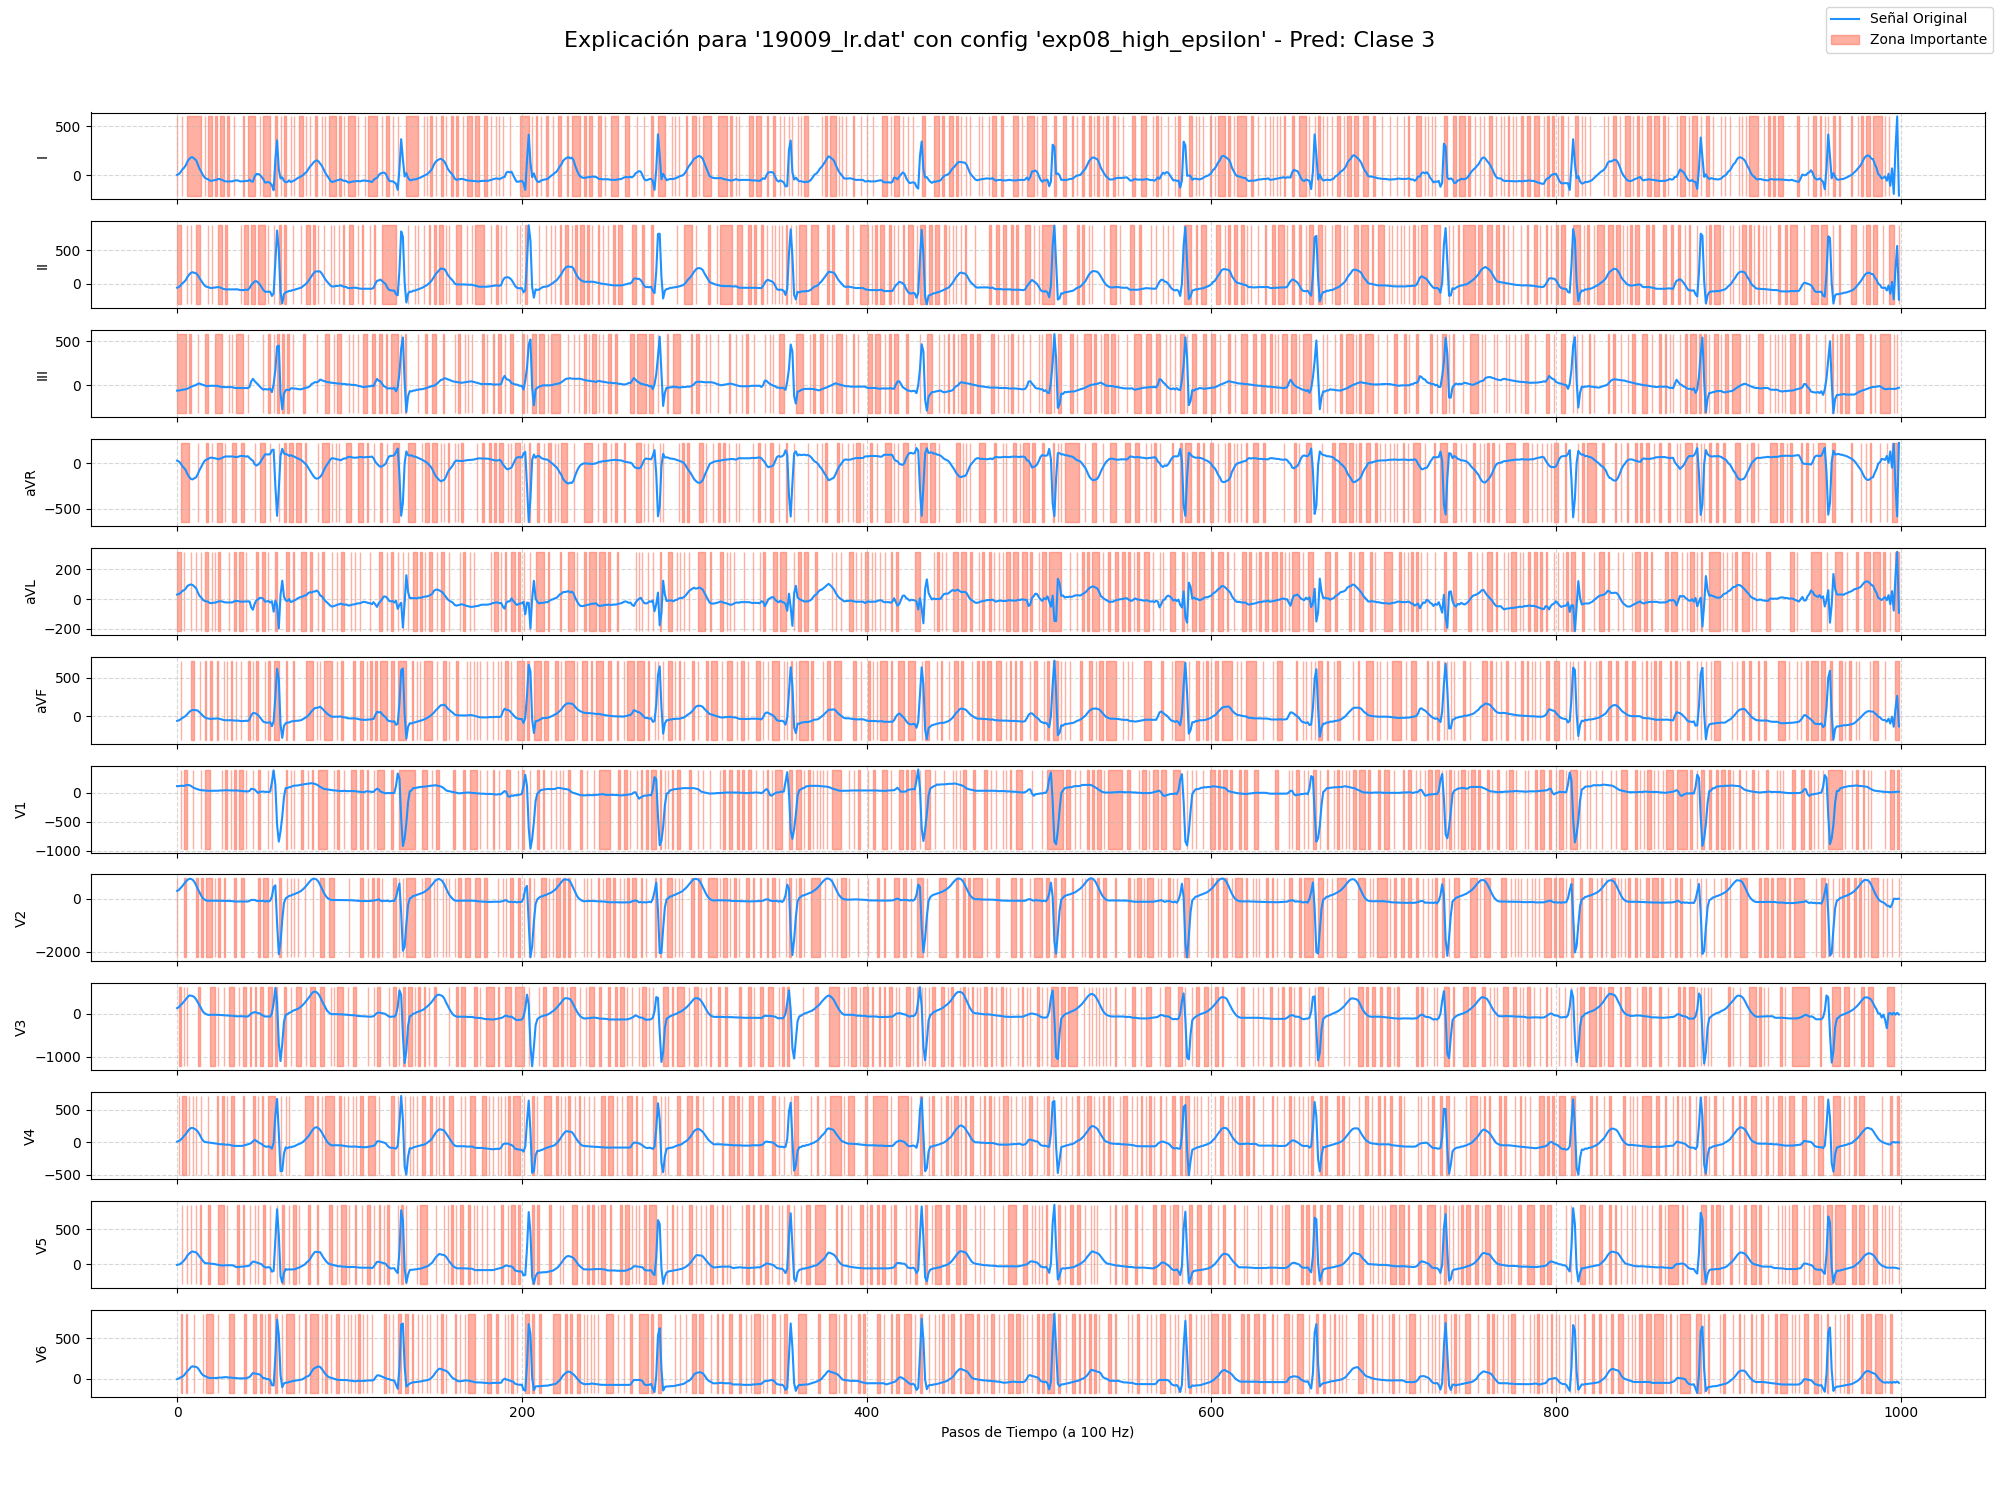 Señal Original
Zona Importante
Explicación para '19009_lr.dat' con config 'exp08_high_epsilon' - Pred: Clase 3
500
0
I
500
0
II
500
0
III
0
−500
aVR
200
0
−200
aVL
500
0
aVF
0
−500
−1000
V1
0
−2000
V2
0
−1000
V3
500
0
−500
V4
500
0
V5
500
0
V6
0 200 400 600 800 1000
Pasos de Tiempo (a 100 Hz)